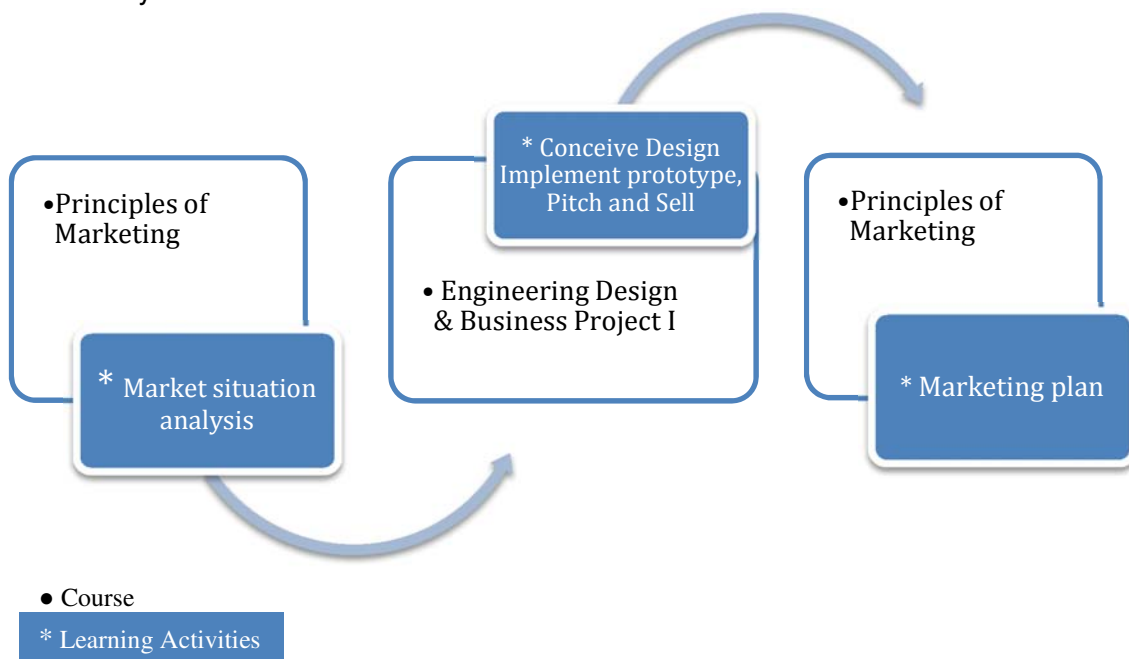 •Principles of
Marketing
* Market situation
analysis
* Conceive Design
Implement prototype,
Pitch and Sell
• Engineering Design
& Business Project I
•Principles of
Marketing
* Marketing plan
● Course
* Learning Activities